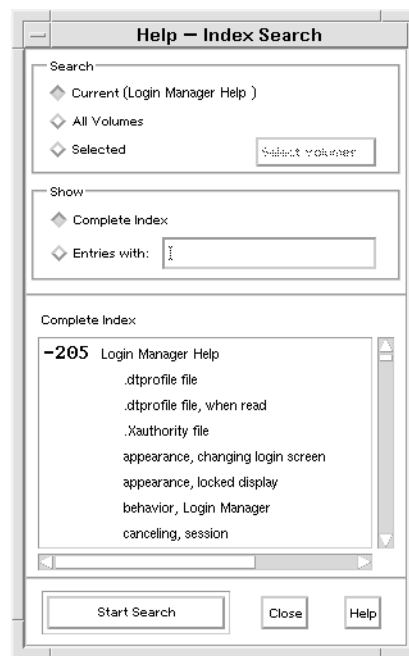 Help – Index Search
Search
Current (Login Manager Help )
All Volumes
Selected
Select Volumes
Show
Complete Index
Entries with:
Complete Index
-205 Login Manager Help
.dtprofile file
.dtprofile file, when read
.Xauthority file
appearance, changing login screen
appearance, locked display
behavior, Login Manager
canceling, session
Start Search
Close
Help